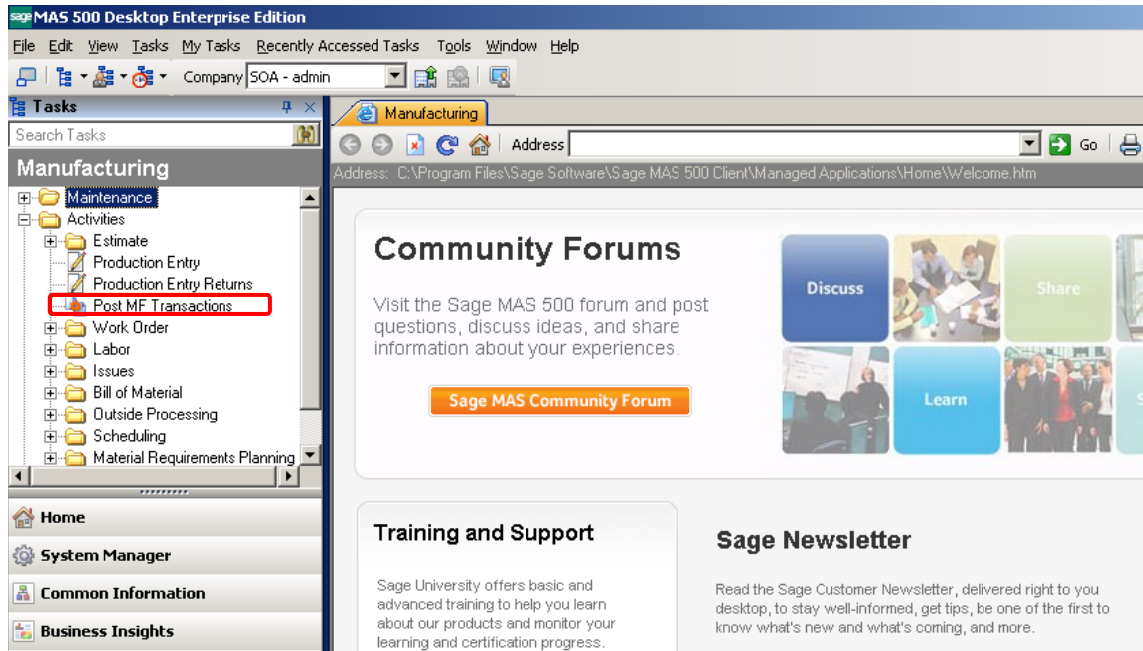 sage MAS 500 Desktop Enterprise Edition
File Edit View Tasks My Tasks Recently Accessed Tasks Tools Window Help
Company SOA - admin
Tasks
Search Tasks
Manufacturing
Maintenance
Activities
Estimate
Production Entry
Production Entry Returns
Post MF Transactions
Work Order
Labor
Issues
Bill of Material
Outside Processing
Scheduling
Material Requirements Planning
Home
System Manager
Common Information
Business Insights
Manufacturing
Address Go
Address: C:\Program Files\Sage Software\Sage MAS 500 Client\Managed Applications\Home\Welcome.htm
Community Forums
Visit the Sage MAS 500 forum and post
questions, discuss ideas, and share
information about your experiences.
Sage MAS Community Forum
Discuss
Share
Learn
S
Training and Support
Sage University offers basic and
advanced training to help you learn
about our products and monitor your
learning and certification progress.
Sage Newsletter
Read the Sage Customer Newsletter, delivered right to you
desktop, to stay well-informed, get tips, be one of the first to
know what's new and what's coming, and more.